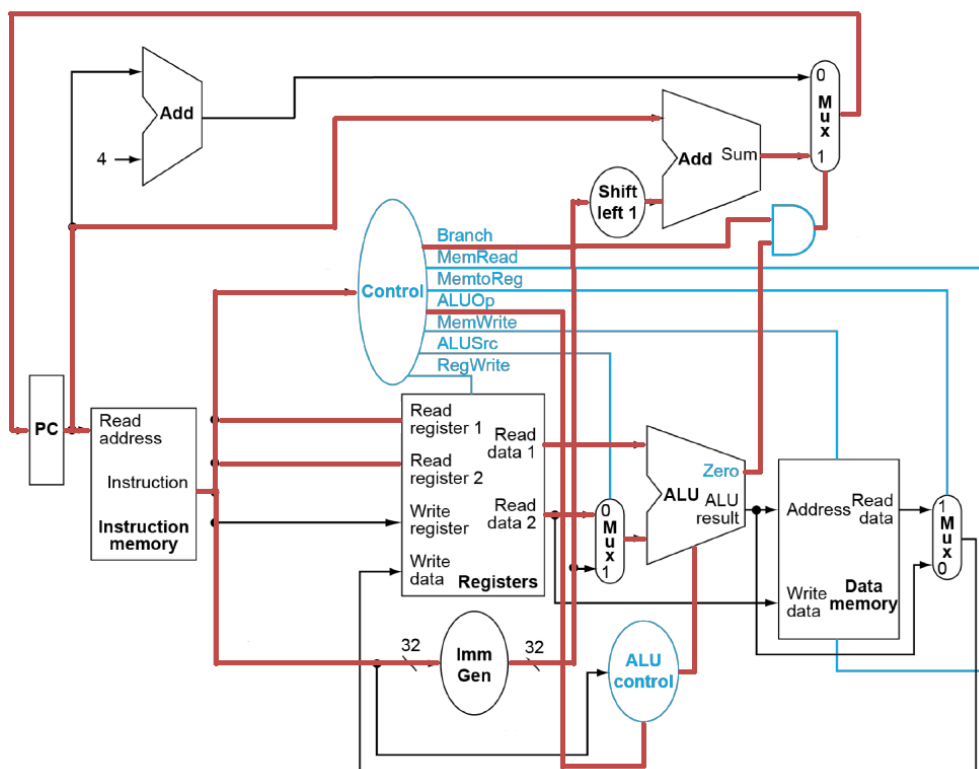 0
M
u
x
1
Add
4
Add
Sum
Shift
left 1
Branch
MemRead
MemtoReg
ALUOp
MemWrite
ALUSrc
RegWrite
Control
PC
Read
address
Instruction
Instruction
memory
Read
register 1
Read
register 2
Write
register
Write
data
Read
data 1
Read
data 2
Registers
0
M
u
x
1
Zero
ALU
ALU
result
Address
Read
data
Write
data
Data
memory
1
M
u
x
0
32
Imm
Gen
32
ALU
control